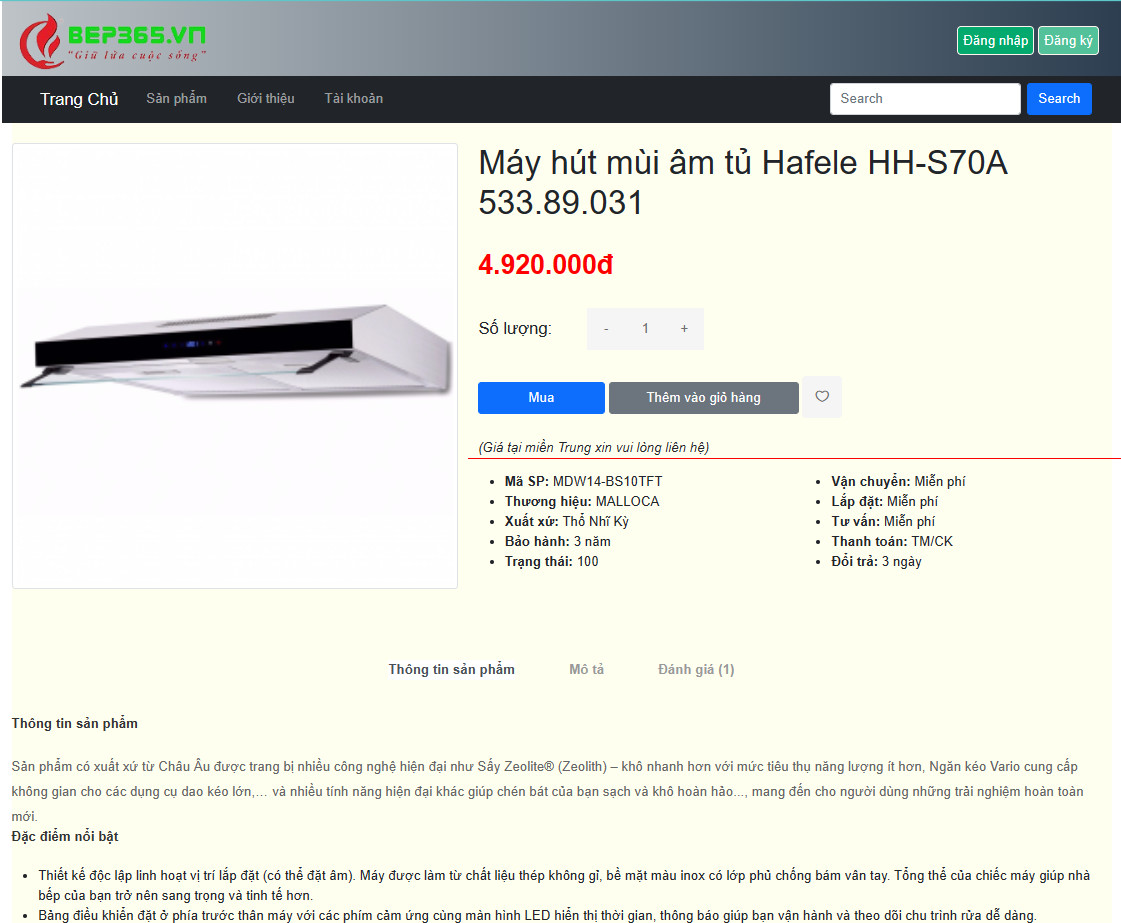 BEP365.VN
"Giữ lửa cuộc sống"
Đăng nhập Đăng ký
Trang Chủ Sản phẩm Giới thiệu Tài khoản Search Search
Máy hút mùi âm tủ Hafele HH-S70A
533.89.031
4.920.000đ
Số lượng: - 1 +
Mua Thêm vào giỏ hàng
(Giá tại miền Trung xin vui lòng liên hệ)
Mã SP: MDW14-BS10TFT
Thương hiệu: MALLOCA
Xuất xứ: Thổ Nhĩ Kỳ
Bảo hành: 3 năm
Trạng thái: 100
Vận chuyển: Miễn phí
Lắp đặt: Miễn phí
Tư vấn: Miễn phí
Thanh toán: TM/CK
Đổi trả: 3 ngày
Thông tin sản phẩm Mô tả Đánh giá (1)
Thông tin sản phẩm
Sản phẩm có xuất xứ từ Châu Âu được trang bị nhiều công nghệ hiện đại như Sấy Zeolite® (Zeolith) – khô nhanh hơn với mức tiêu thụ năng lượng ít hơn, Ngăn kéo Vario cung cấp
không gian cho các dụng cụ dao kéo lớn,… và nhiều tính năng hiện đại khác giúp chén bát của bạn sạch và khô hoàn hảo..., mang đến cho người dùng những trải nghiệm hoàn toàn
mới.
Đặc điểm nổi bật
Thiết kế độc lập linh hoạt vị trí lắp đặt (có thể đặt âm). Máy được làm từ chất liệu thép không gỉ, bề mặt màu inox có lớp phủ chống bám vân tay. Tổng thể của chiếc máy giúp nhà
bếp của bạn trở nên sang trọng và tinh tế hơn.
Bảng điều khiển đặt ở phía trước thân máy với các phím cảm ứng cùng màn hình LED hiển thị thời gian, thông báo giúp bạn vận hành và theo dõi chu trình rửa dễ dàng.